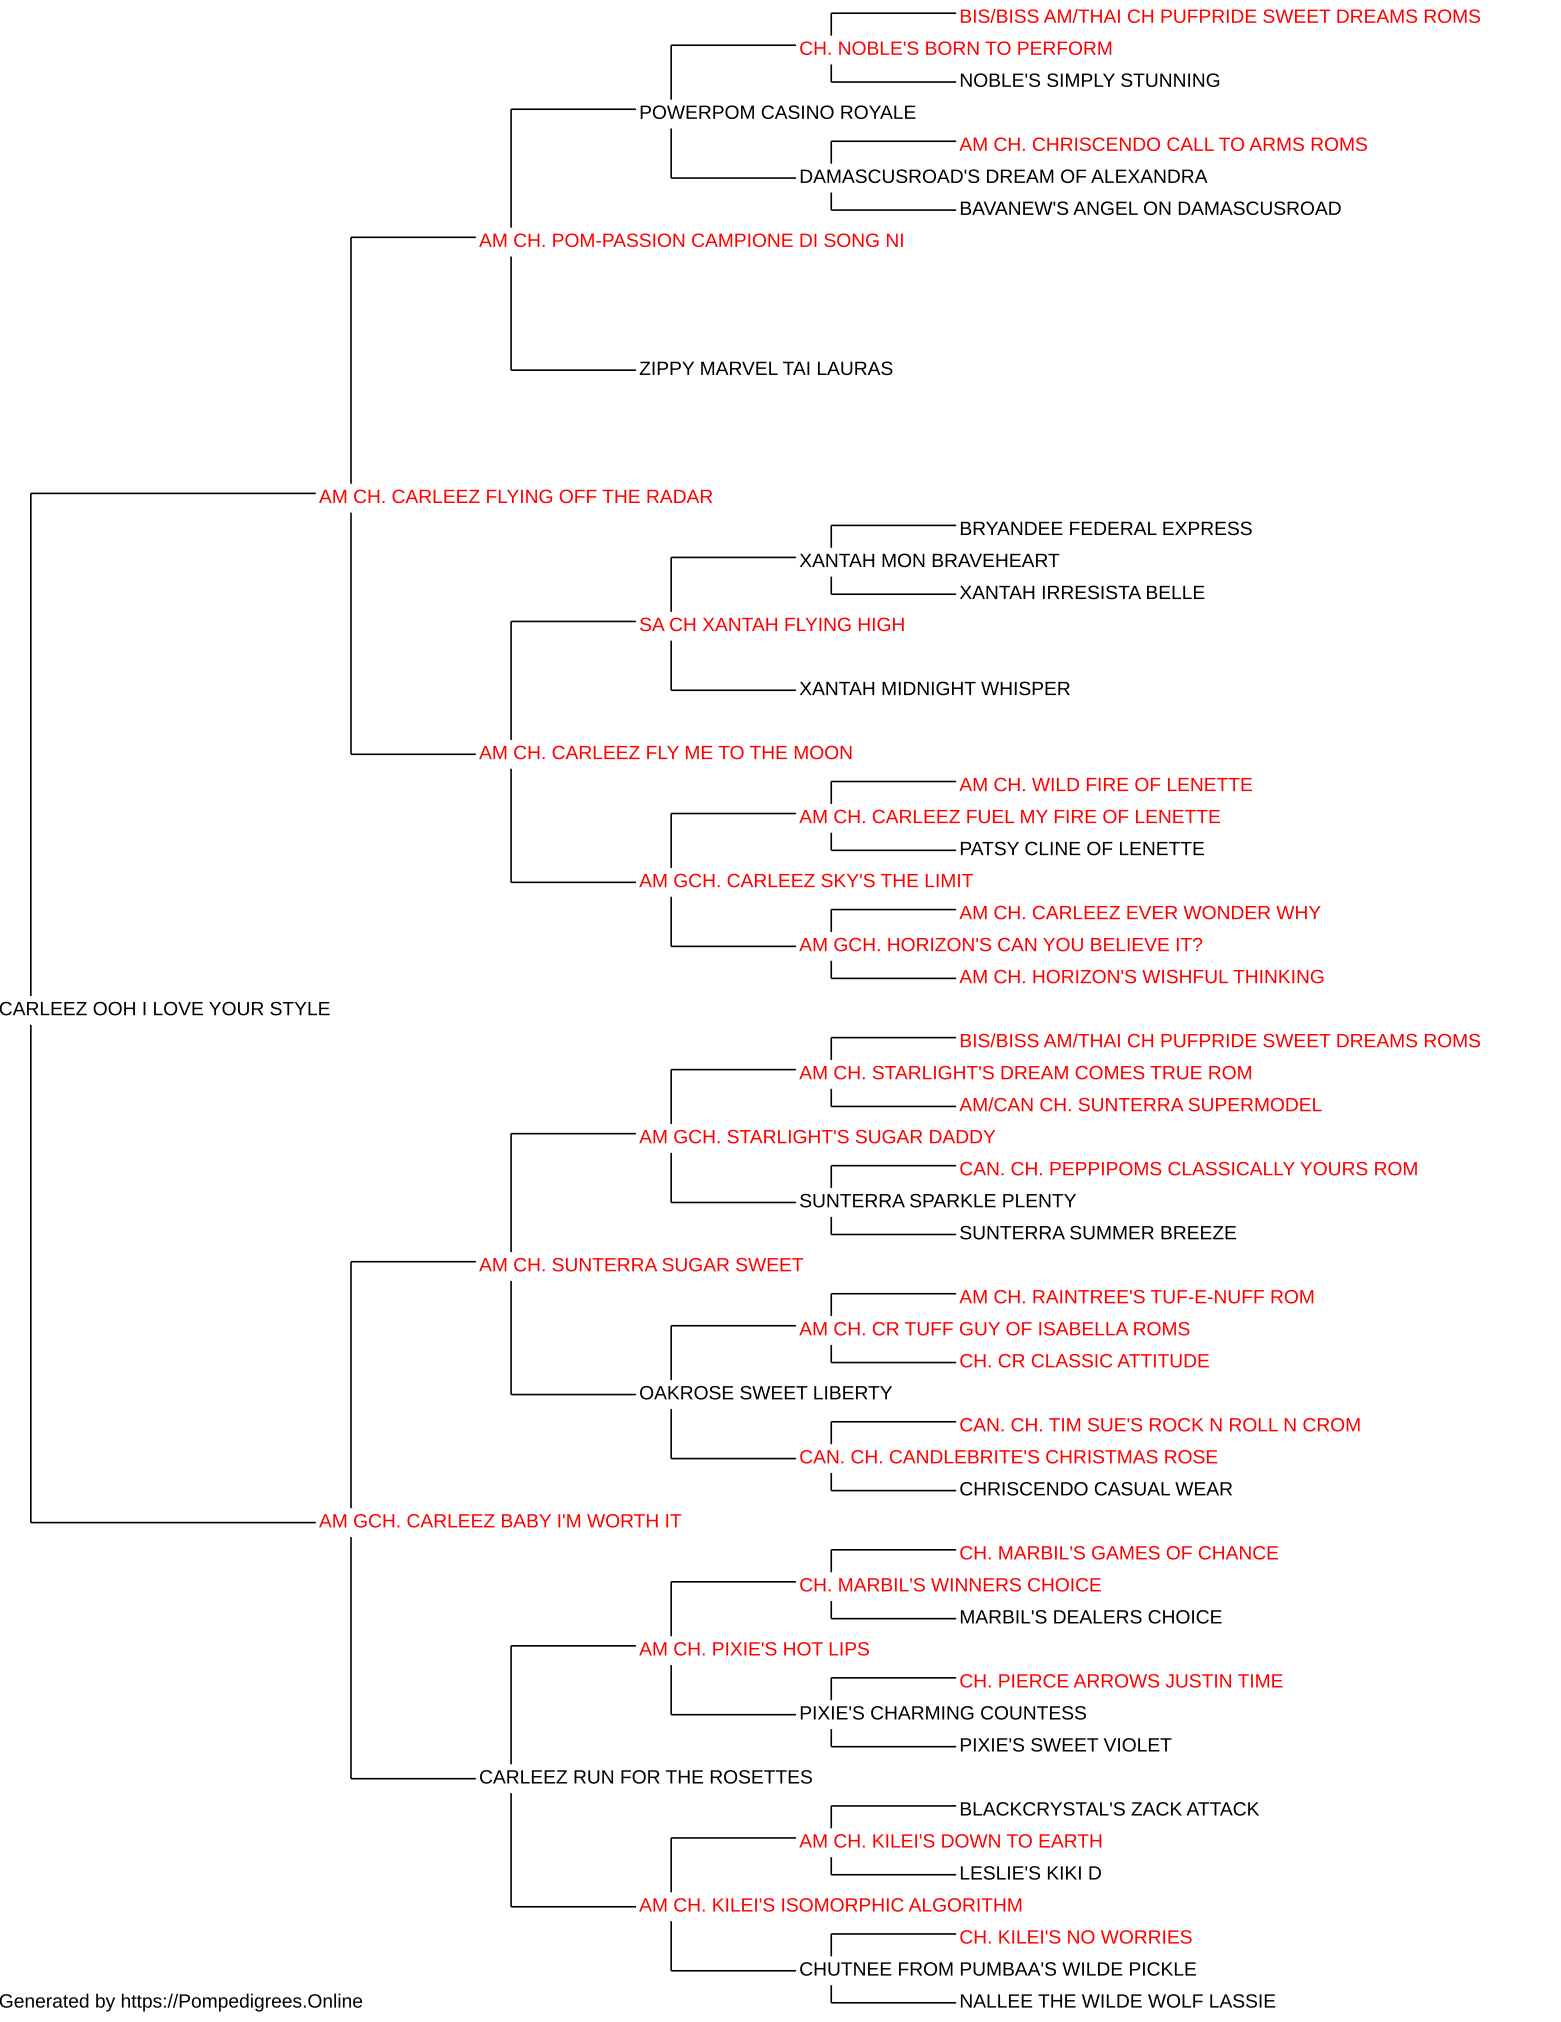 BIS/BISS AM/THAI CH PUFPRIDE SWEET DREAMS ROMS
CH. NOBLE'S BORN TO PERFORM
NOBLE'S SIMPLY STUNNING
POWERPOM CASINO ROYALE
AM CH. CHRISCENDO CALL TO ARMS ROMS
DAMASCUSROAD'S DREAM OF ALEXANDRA
BAVANEW'S ANGEL ON DAMASCUSROAD
AM CH. POM-PASSION CAMPIONE DI SONG NI
ZIPPY MARVEL TAI LAURAS
AM CH. CARLEEZ FLYING OFF THE RADAR
BRYANDEE FEDERAL EXPRESS
XANTAH MON BRAVEHEART
XANTAH IRRESISTA BELLE
SA CH XANTAH FLYING HIGH
XANTAH MIDNIGHT WHISPER
AM CH. CARLEEZ FLY ME TO THE MOON
AM CH. WILD FIRE OF LENETTE
AM CH. CARLEEZ FUEL MY FIRE OF LENETTE
PATSY CLINE OF LENETTE
AM GCH. CARLEEZ SKY'S THE LIMIT
AM CH. CARLEEZ EVER WONDER WHY
AM GCH. HORIZON'S CAN YOU BELIEVE IT?
AM CH. HORIZON'S WISHFUL THINKING
CARLEEZ OOH I LOVE YOUR STYLE
BIS/BISS AM/THAI CH PUFPRIDE SWEET DREAMS ROMS
AM CH. STARLIGHT'S DREAM COMES TRUE ROM
AM/CAN CH. SUNTERRA SUPERMODEL
AM GCH. STARLIGHT'S SUGAR DADDY
CAN. CH. PEPPIPOMS CLASSICALLY YOURS ROM
SUNTERRA SPARKLE PLENTY
SUNTERRA SUMMER BREEZE
AM CH. SUNTERRA SUGAR SWEET
AM CH. RAINTREE'S TUF-E-NUFF ROM
AM CH. CR TUFF GUY OF ISABELLA ROMS
CH. CR CLASSIC ATTITUDE
OAKROSE SWEET LIBERTY
CAN. CH. TIM SUE'S ROCK N ROLL N CROM
CAN. CH. CANDLEBRITE'S CHRISTMAS ROSE
CHRISCENDO CASUAL WEAR
AM GCH. CARLEEZ BABY I'M WORTH IT
CH. MARBIL'S GAMES OF CHANCE
CH. MARBIL'S WINNERS CHOICE
MARBIL'S DEALERS CHOICE
AM CH. PIXIE'S HOT LIPS
CH. PIERCE ARROWS JUSTIN TIME
PIXIE'S CHARMING COUNTESS
PIXIE'S SWEET VIOLET
CARLEEZ RUN FOR THE ROSETTES
BLACKCRYSTAL'S ZACK ATTACK
AM CH. KILEI'S DOWN TO EARTH
LESLIE'S KIKI D
AM CH. KILEI'S ISOMORPHIC ALGORITHM
CH. KILEI'S NO WORRIES
CHUTNEE FROM PUMBAA'S WILDE PICKLE
NALLEE THE WILDE WOLF LASSIE
Generated by https://Pompedigrees.Online